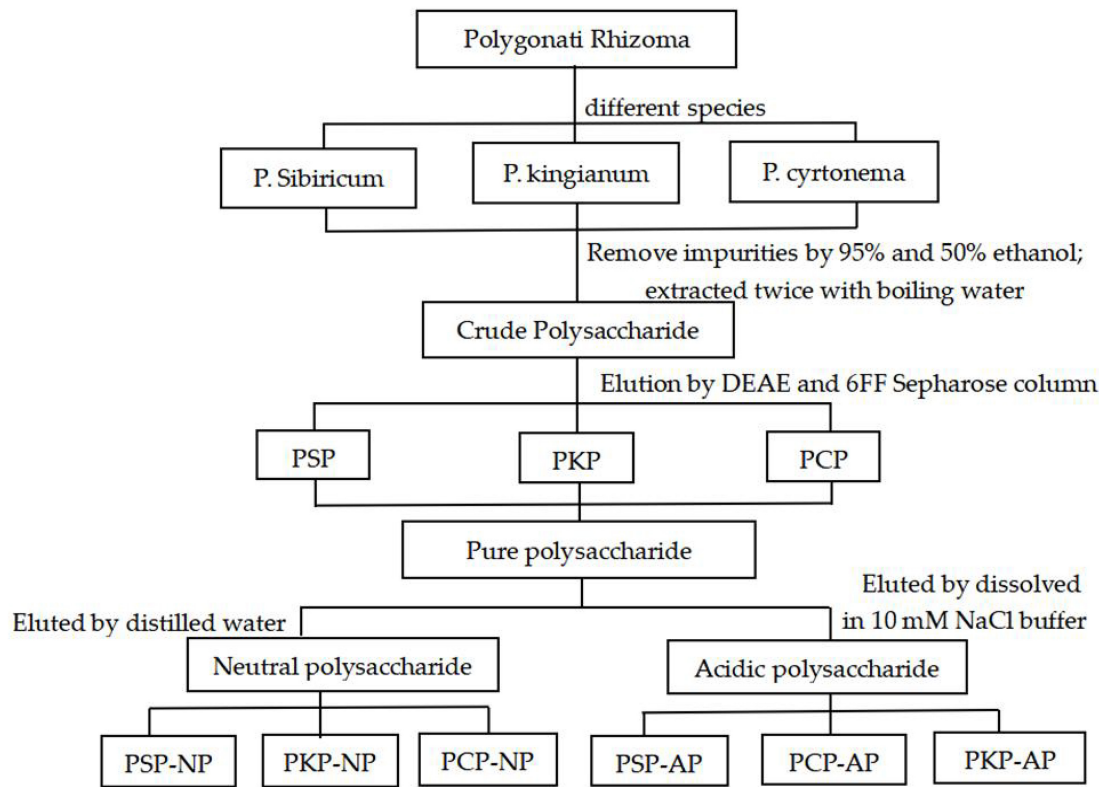 Polygonati Rhizoma
different species
P. Sibiricum
P. kingianum
P. cyrtonema
Remove impurities by 95% and 50% ethanol;
extracted twice with boiling water
Crude Polysaccharide
Elution by DEAE and 6FF Sepharose column
PSP
PKP
PCP
Pure polysaccharide
Eluted by distilled water
Eluted by dissolved
in 10 mM NaCl buffer
Neutral polysaccharide
Acidic polysaccharide
PSP-NP
PKP-NP
PCP-NP
PSP-AP
PCP-AP
PKP-AP